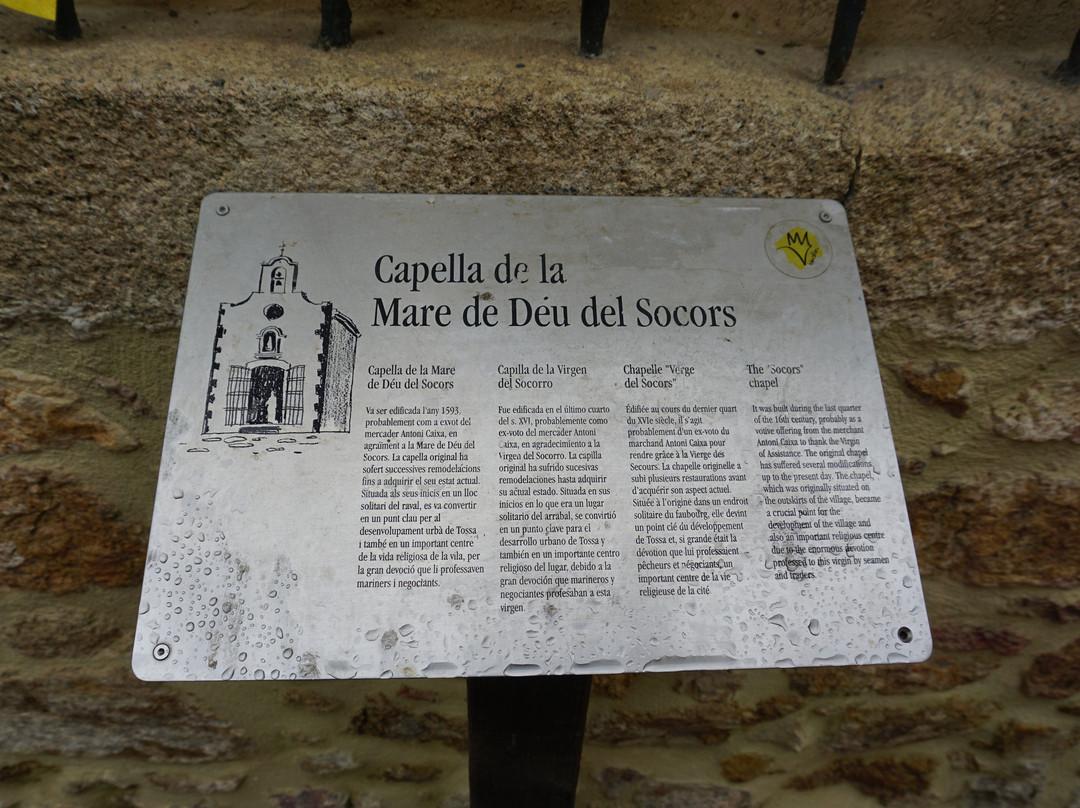 Capella de la
Mare de Déu del Socors
Capella de la Mare
de Déu del Socors
Va ser edificada l'any 1593,
probablement com a exvot del
mercader Antoni Caixa, en
agraïment a la Mare de Déu del
Socors. La capella original ha
sofert successives remodelacions
fins a adquirir el seu estat actual.
Situada als seus inicis en un lloc
solitari del raval, es va convertir
en un punt clau per al
desenvolupament urbà de Tossa
i també en un important centre
de la vida religiosa de la vila, per
la gran devoció que li professaven
mariners i negociants.
Capilla de la Virgen
del Socorro
Fue edificada en el último cuarto
del s. XVI, probablemente como
ex-voto del mercader Antoni
Caixa, en agradecimiento a la
Virgen del Socorro. La capilla
original ha sufrido sucesivas
remodelaciones hasta adquirir
su actual estado. Situada en sus
inicios en lo que era un lugar
solitario del arrabal, se convirtió
en un punto clave para el
desarrollo urbano de Tossa y
también en un importante centro
religioso del lugar, debido a la
gran devoción que marineros y
negociantes profesaban a esta
virgen.
Chapelle "Verge
del Socors"
Édifiée au cours du dernier quart
du XVIe siècle, il s'agit
probablement d'un ex-voto du
marchand Antoni Caixa pour
rendre grâce à la Vierge des
Secours. La chapelle originelle a
subi plusieurs restaurations avant
d'acquérir son aspect actuel.
Située à l'origine dans un endroit
solitaire du faubourg, elle devint
un point clé du développement
de Tossa et, si grande était la
dévotion que lui professaient
pêcheurs et négociants, un
important centre de la vie
religieuse de la cité.
The "Socors"
chapel
It was built during the last quarter
of the 16th century, probably as a
votive offering from the merchant
Antoni Caixa to thank the Virgin
of Assistance. The original chapel
has suffered several modifications
up to the present day. The chapel,
which was originally situated on
the outskirts of the village, became
a crucial point for the
development of the village and
also an important religious centre
due to the enormous devotion
professed to this virgin by seamen
and traders.